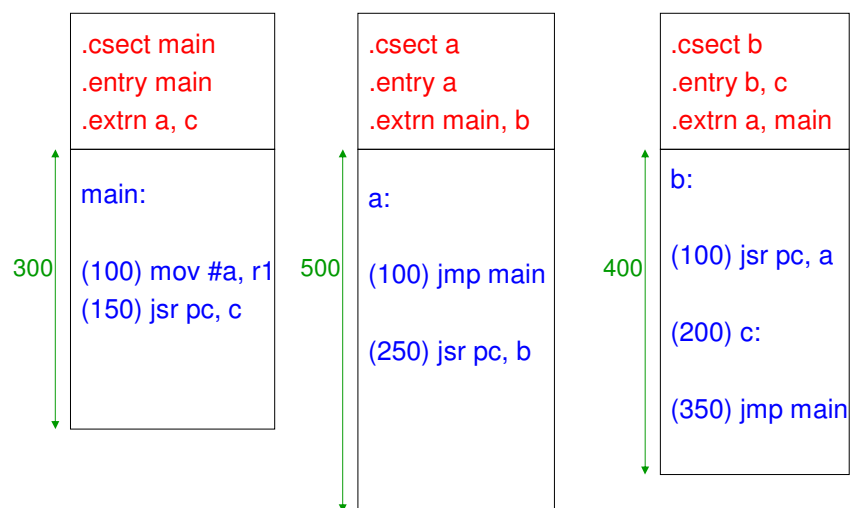 .csect main
.entry main
.extrn a, c
300
main:
(100) mov #a, r1
(150) jsr pc, c
.csect a
.entry a
.extrn main, b
500
a:
(100) jmp main
(250) jsr pc, b
.csect b
.entry b, c
.extrn a, main
400
b:
(100) jsr pc, a
(200) c:
(350) jmp main